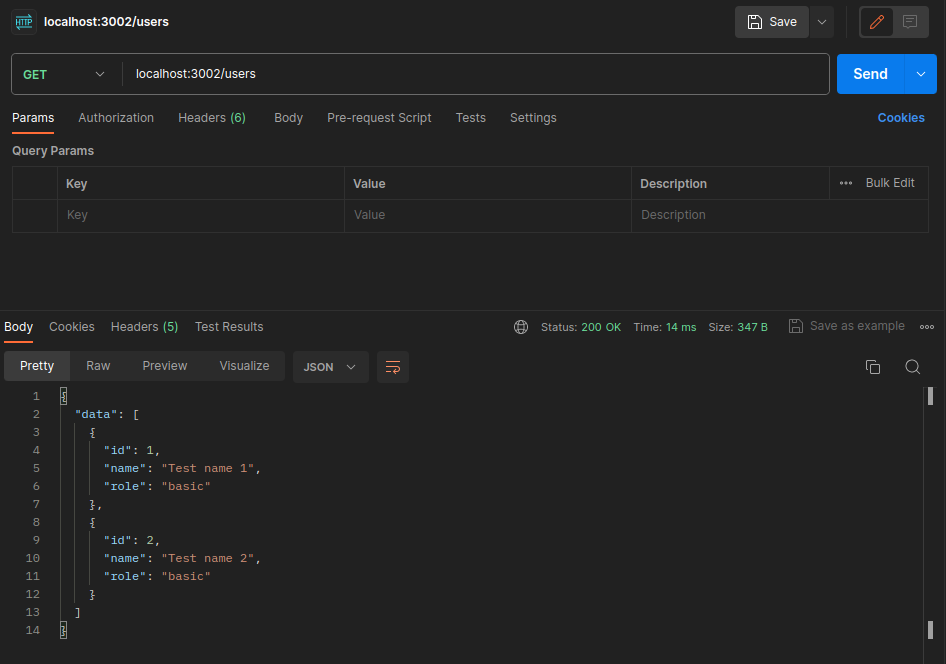 HTTP localhost:3002/users Save
GET localhost:3002/users Send
Params Authorization Headers (6) Body Pre-request Script Tests Settings Cookies
Query Params
Key Value Description ••• Bulk Edit
Key Value Description
Body Cookies Headers (5) Test Results Status: 200 OK Time: 14 ms Size: 347 B Save as example
Pretty Raw Preview Visualize JSON
1 {
2 "data": [
3 {
4 "id": 1,
5 "name": "Test name 1",
6 "role": "basic"
7 },
8 {
9 "id": 2,
10 "name": "Test name 2",
11 "role": "basic"
12 }
13 ]
14 }